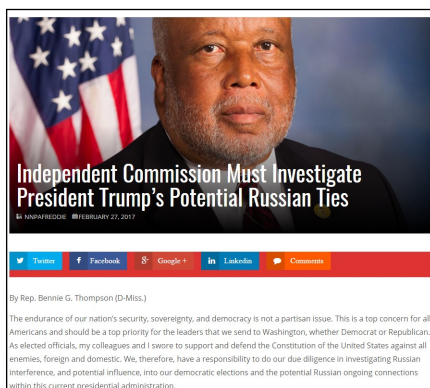 Independent Commission Must Investigate
President Trump's Potential Russian Ties
NNPAFREDDIE FEBRUARY 27, 2017
Twitter Facebook Google + Linkedin Comments
By Rep. Bennie G. Thompson (D-Miss.)
The endurance of our nation's security, sovereignty, and democracy is not a partisan issue. This is a top concern for all
Americans and should be a top priority for the leaders that we send to Washington, whether Democrat or Republican.
As elected officials, my colleagues and I swore to support and defend the Constitution of the United States against all
enemies, foreign and domestic. We, therefore, have a responsibility to do our due diligence in investigating Russian
interference, and potential influence, into our democratic elections and the potential Russian ongoing connections
within this current presidential administration.